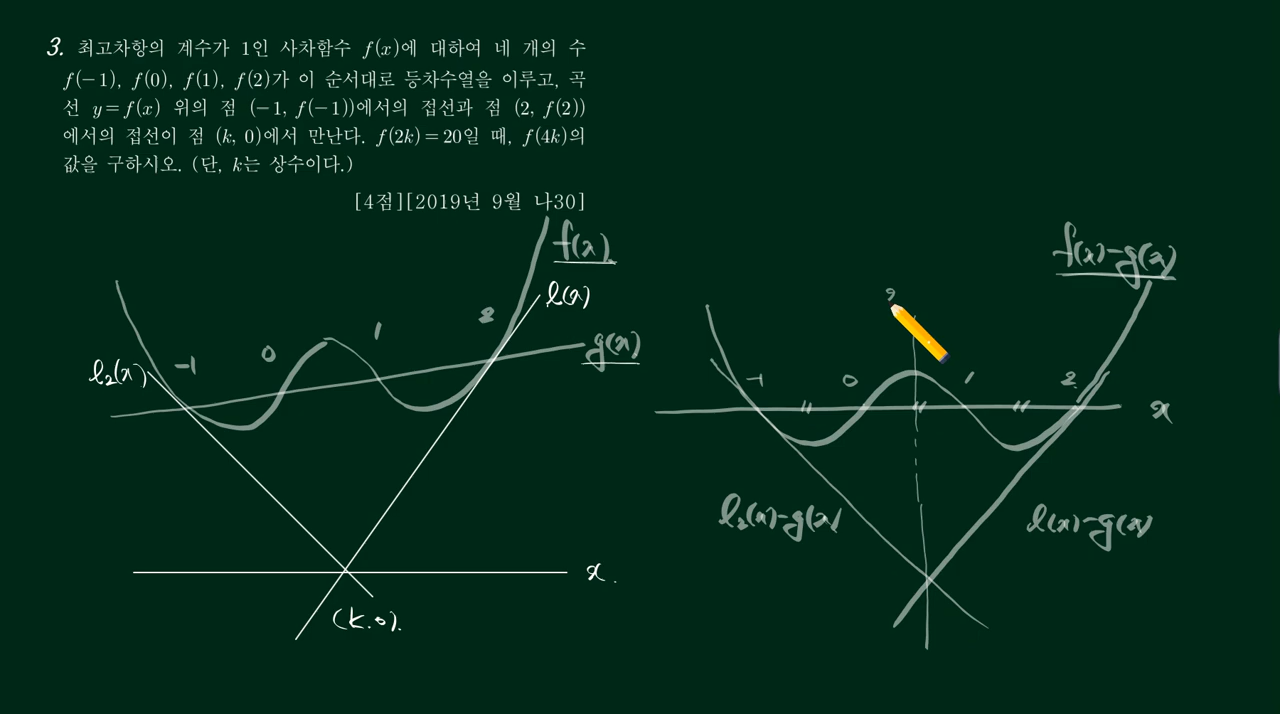 3. 최고차항의 계수가 1인 사차함수 f(x)에 대하여 네 개의 수
f(-1), f(0), f(1), f(2)가 이 순서대로 등차수열을 이루고, 곡
선 y=f(x) 위의 점 (-1, f(-1))에서의 접선과 점 (2, f(2))
에서의 접선이 점 (k, 0)에서 만난다. f(2k)=20일 때, f(4k)의
값을 구하시오. (단, k는 상수이다.)
[4점][2019년 9월 나30]
f(x)
l(x)
2
1
0
-1
g(x)
l₂(x)
x
(k,0)
f(x)-g(x)
-1 0 1 2
x
l₂(x)-g(x)
l(x)-g(x)